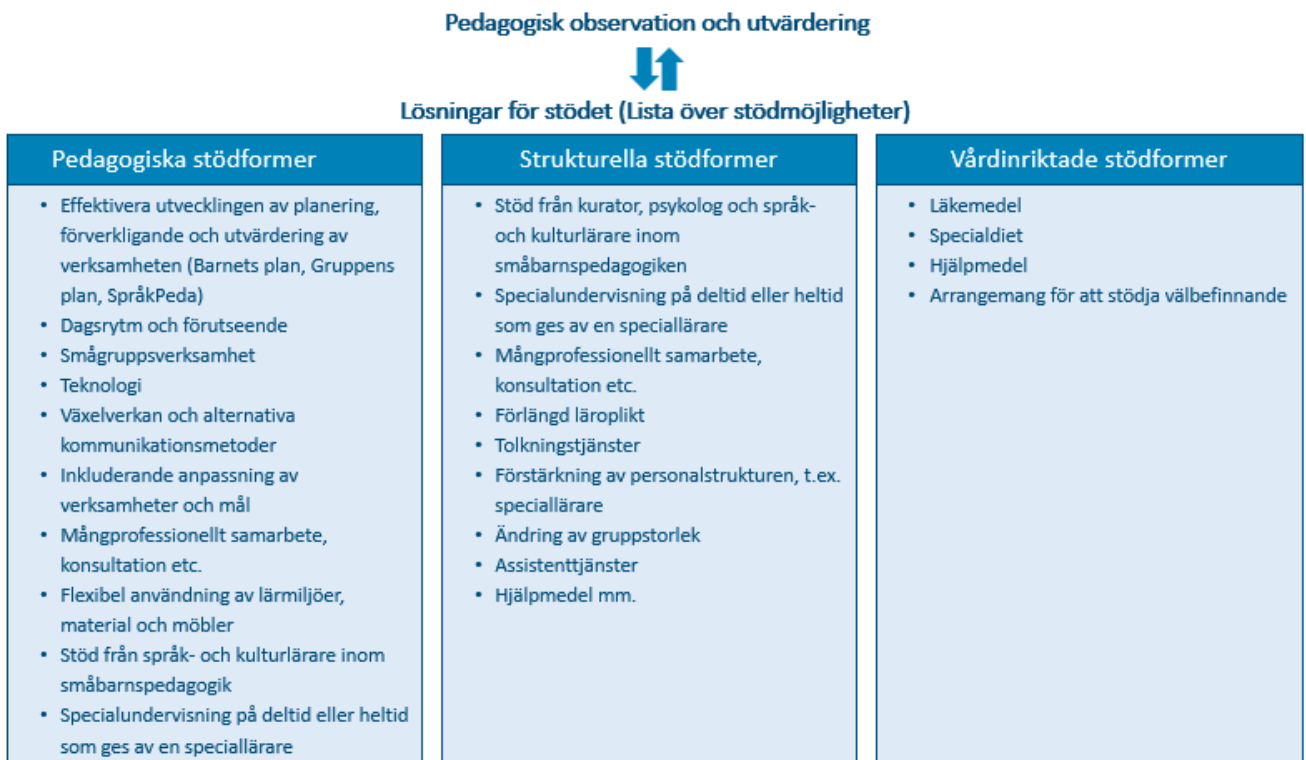 Pedagogisk observation och utvärdering
Lösningar för stödet (Lista över stödmöjligheter)
Pedagogiska stödformer
• Effektivera utvecklingen av planering,
förverkligande och utvärdering av
verksamheten (Barnets plan, Gruppens
plan, SpråkPeda)
• Dagsrytm och förutseende
• Smågruppsverksamhet
• Teknologi
• Växelverkan och alternativa
kommunikationsmetoder
• Inkluderande anpassning av
verksamheter och mål
• Mångprofessionellt samarbete,
konsultation etc.
• Flexibel användning av lärmiljöer,
material och möbler
• Stöd från språk- och kulturlärare inom
småbarnspedagogik
• Specialundervisning på deltid eller heltid
som ges av en speciallärare
Strukturella stödformer
• Stöd från kurator, psykolog och språk-
och kulturlärare inom
småbarnspedagogiken
• Specialundervisning på deltid eller heltid
som ges av en speciallärare
• Mångprofessionellt samarbete,
konsultation etc.
• Förlängd läroplikt
• Tolkningstjänster
• Förstärkning av personalstrukturen, t.ex.
speciallärare
• Ändring av gruppstorlek
• Assistenttjänster
• Hjälpmedel mm.
Vårdinriktade stödformer
• Läkemedel
• Specialdiet
• Hjälpmedel
• Arrangemang för att stödja välbefinnande